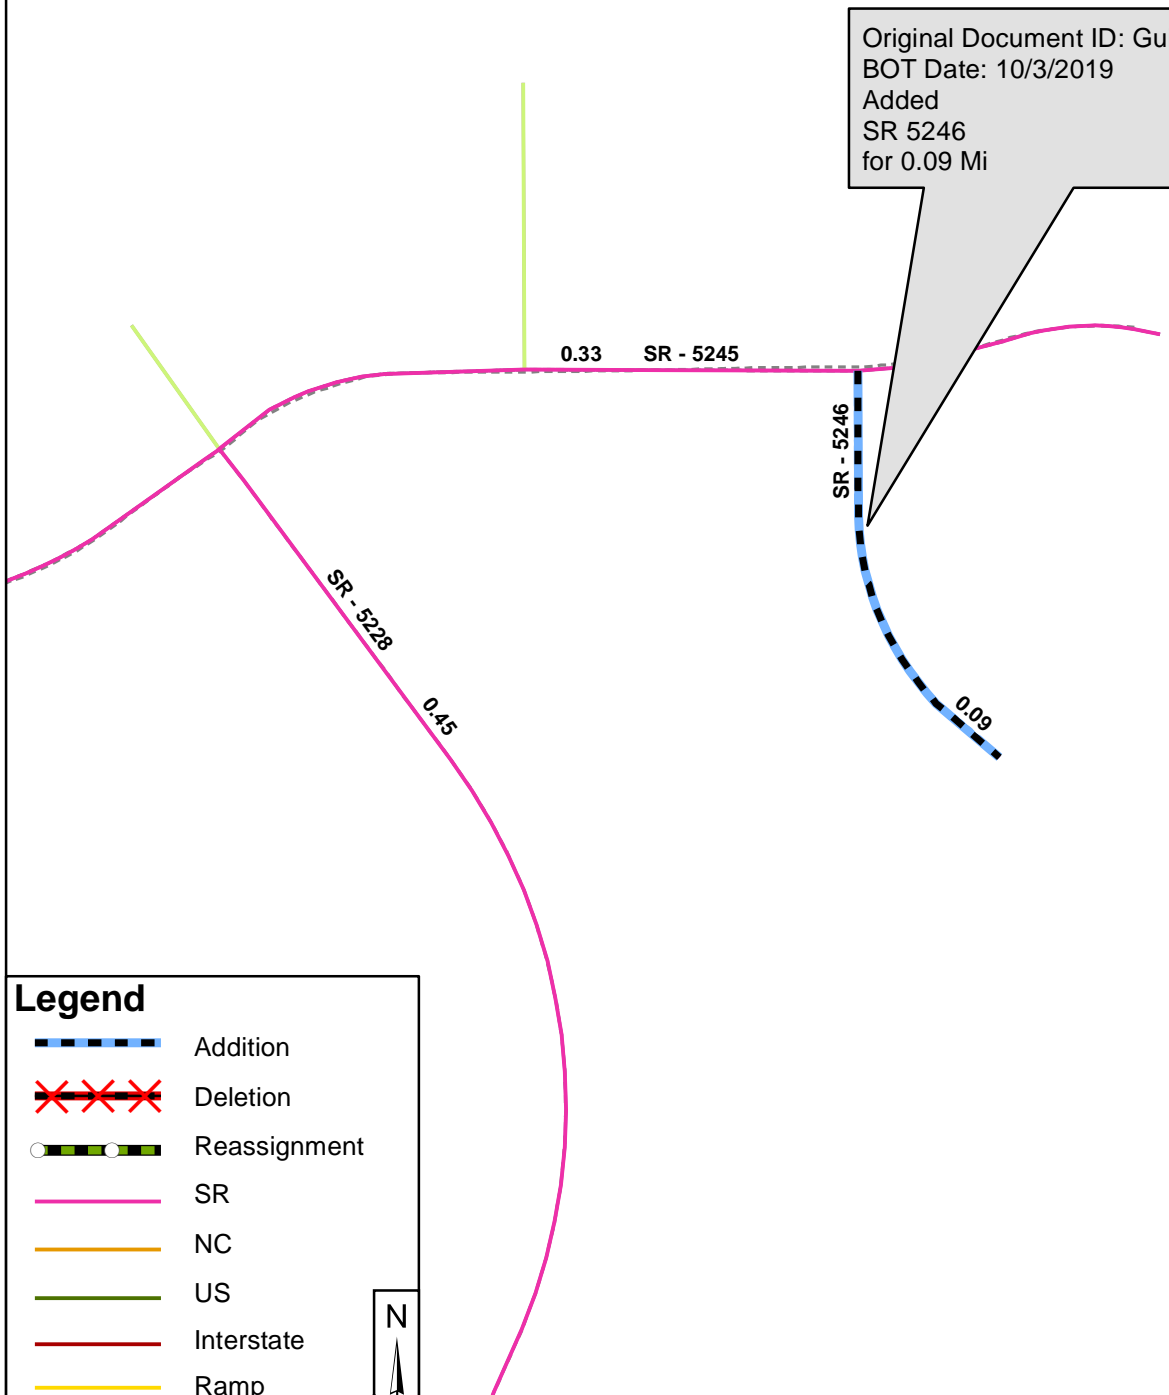 Original Document ID: Gu
BOT Date: 10/3/2019
Added
SR 5246
for 0.09 Mi
0.33 SR - 5245
SR - 5246
SR - 5228
0.45
0.09
Legend
Addition
Deletion
Reassignment
SR
NC
US
Interstate
Ramp
N